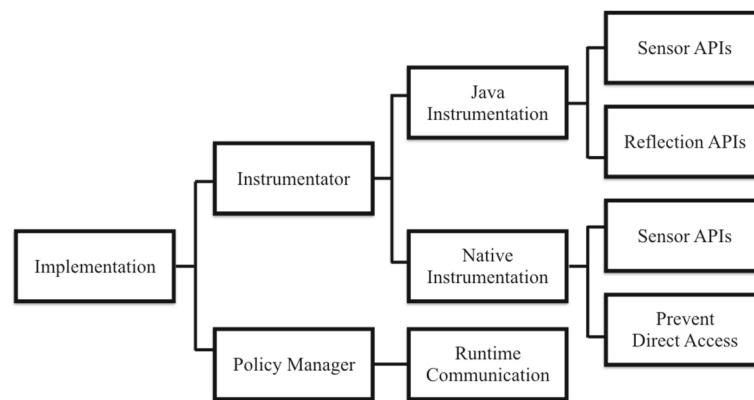 Implementation
Instrumentator
Policy Manager
Java
Instrumentation
Native
Instrumentation
Runtime
Communication
Sensor APIs
Reflection APIs
Sensor APIs
Prevent
Direct Access